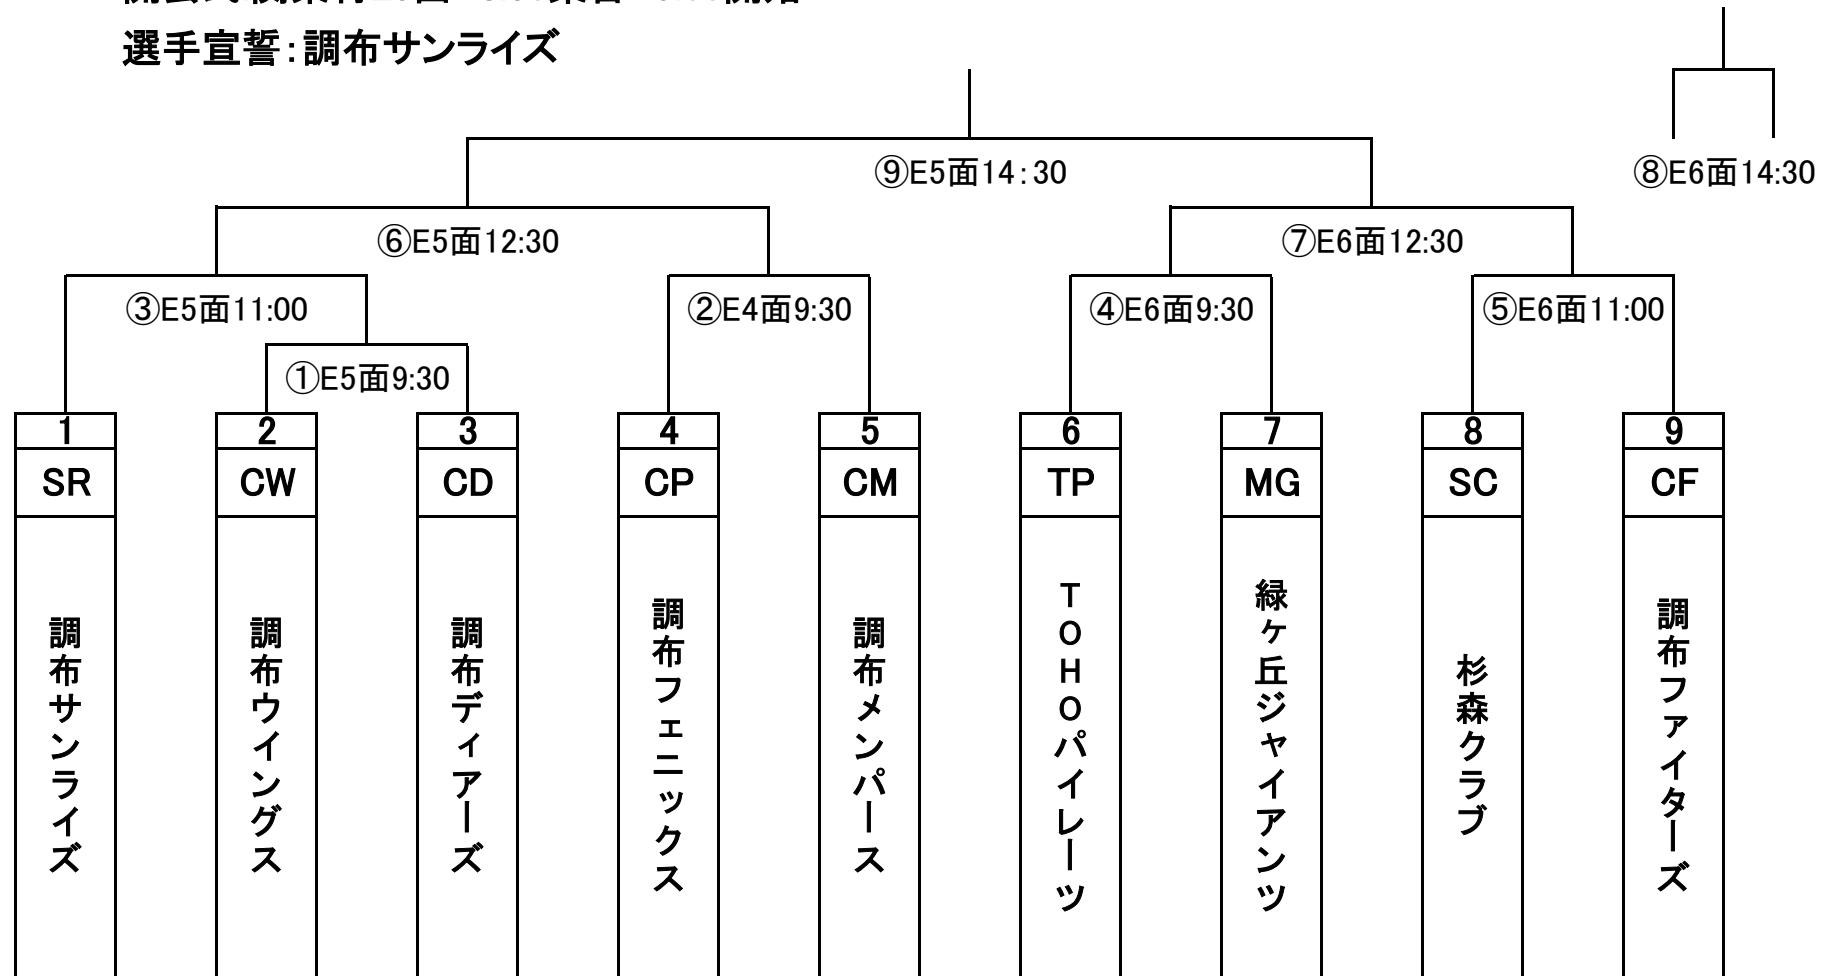 選手宣誓:調布サンライズ
⑨E5面14:30
⑧E6面14:30
⑥E5面12:30
⑦E6面12:30
③E5面11:00
②E4面9:30
④E6面9:30
⑤E6面11:00
①E5面9:30
1
2
3
4
5
6
7
8
9
SR
CW
CD
CP
CM
TP
MG
SC
CF
調布サンライズ
調布ウイングス
調布ディアーズ
調布フェニックス
調布メンパース
TOHOパイレーツ
緑ヶ丘ジャイアンツ
杉森クラブ
調布ファイターズ